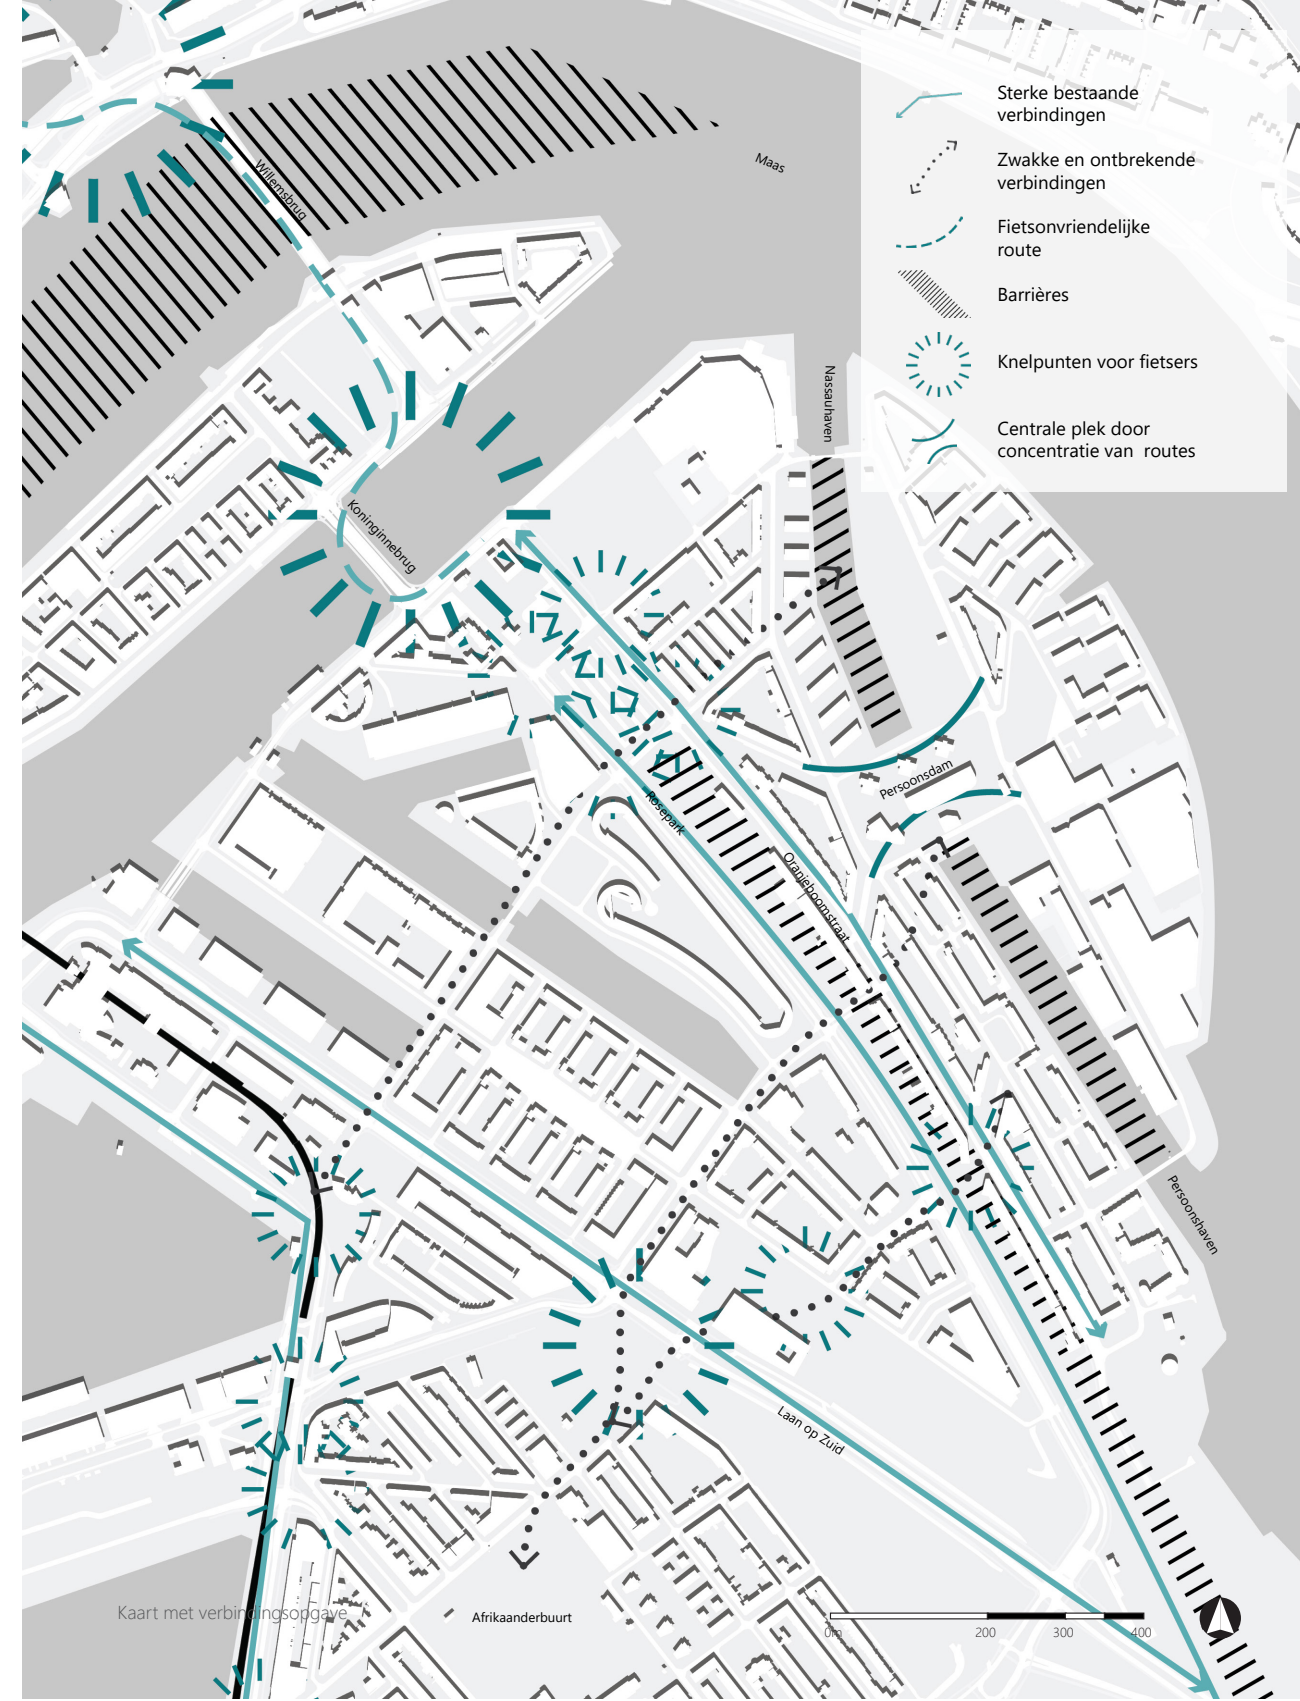 Sterke bestaande
verbindingen
Zwakke en ontbrekende
verbindingen
Fietsonvriendelijke
route
Barrières
Knelpunten voor fietsers
Centrale plek door
concentratie van routes
Maas
Willemsbrug
Nassauhaven
Koninginnebrug
Persoonsdam
Rosepark
Oranjeboomstraat
Persoonshaven
Laan op Zuid
Kaart met verbindingsopgave
Afrikaanderbuurt
0m 200 300 400